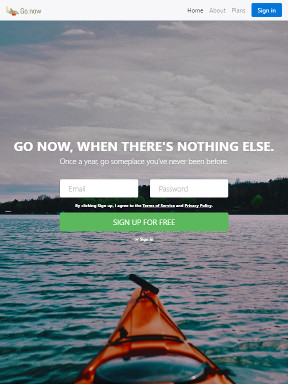 Go now
Home About Plans Sign in
GO NOW, WHEN THERE'S NOTHING ELSE.
Once a year, go someplace you've never been before.
Email Password
By clicking Sign up, I agree to the Terms of Service and Privacy Policy.
SIGN UP FOR FREE
or Sign in